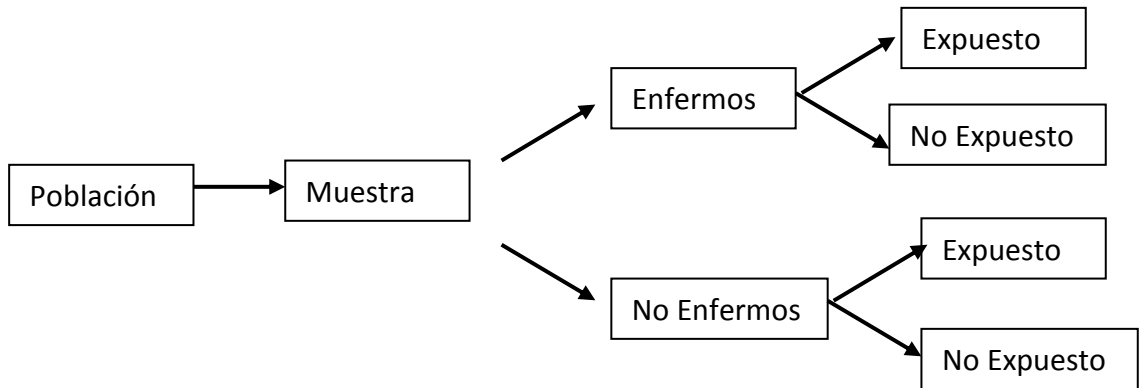 Expuesto
Enfermos
No Expuesto
Población
Muestra
Expuesto
No Enfermos
No Expuesto